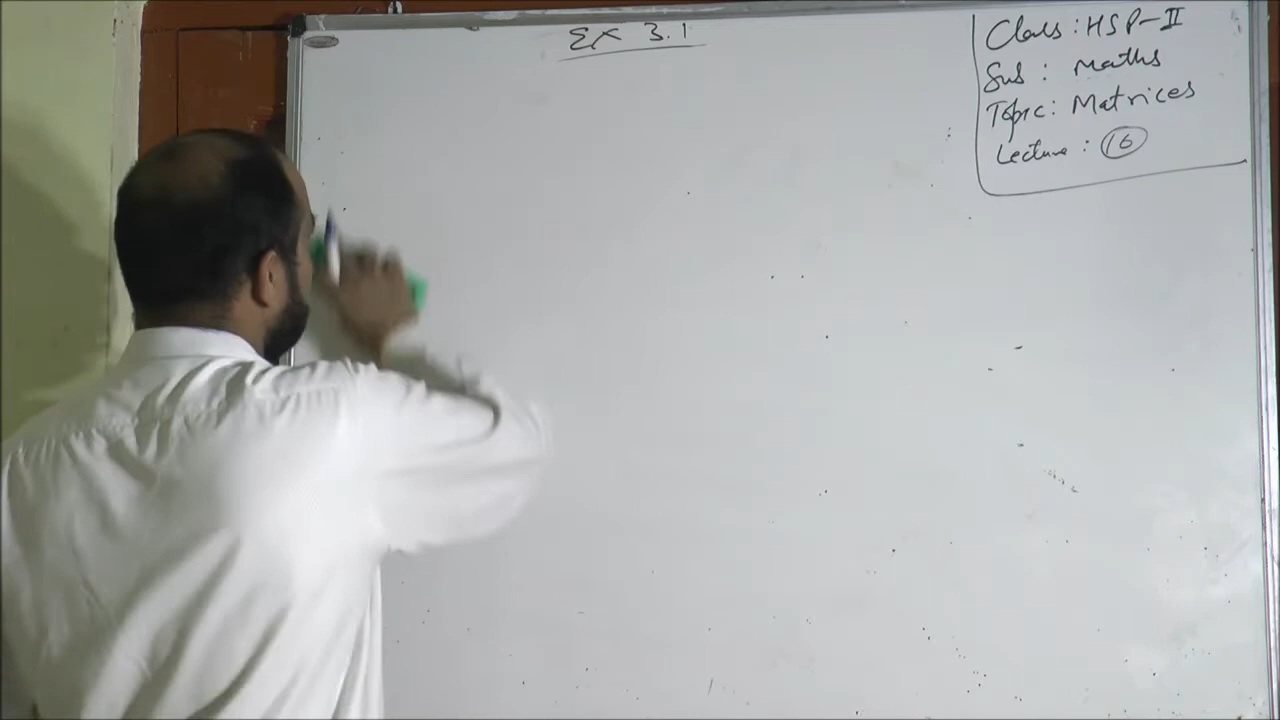 Ex 3.1
Class: HSP-II
Sub: Maths
Topic: Matrices
Lecture: 16